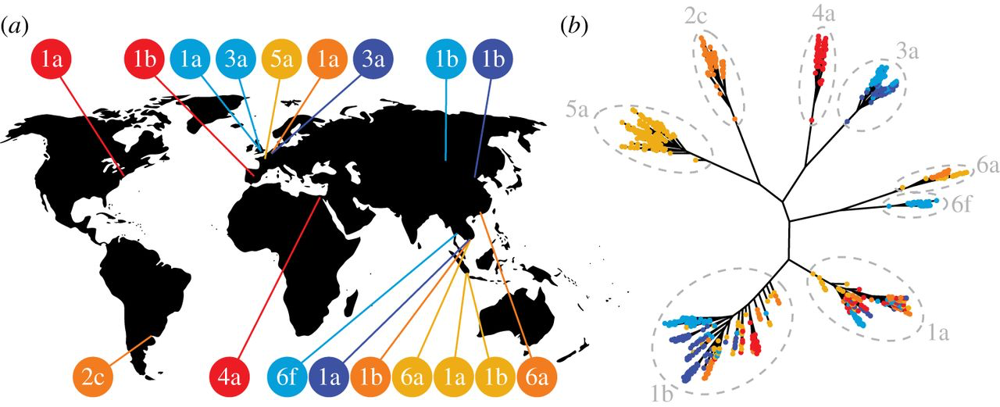 (a)
1a 1b 1a 3a 5a 1a 3a 1b 1b
2c 4a 6f 1a 1b 6a 1a 1b 6a
(b)
2c
4a
3a
5a
6a
6f
1a
1b